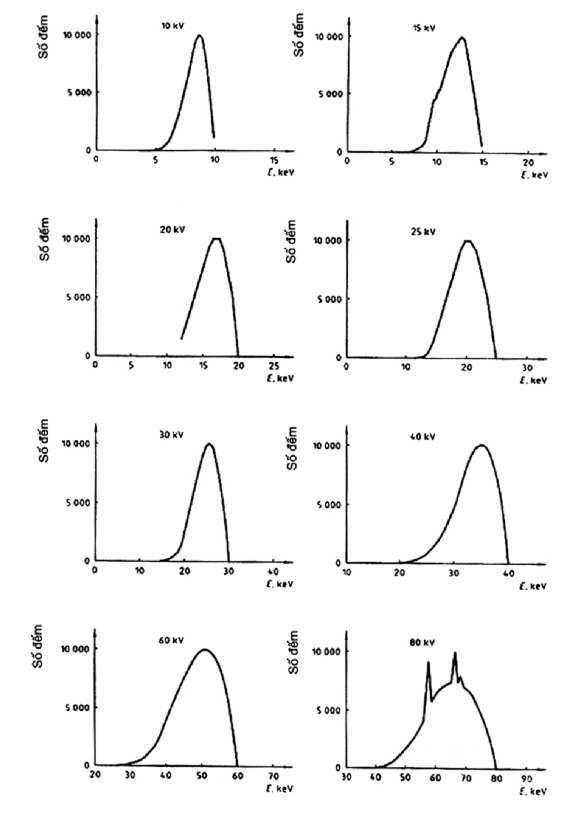 10 kV
Số đếm
10 000
5 000
0
0 5 10 15
E. keV
15 kV
Số đếm
10 000
5 000
0
0 5 10 15 20
E. keV
20 kV
Số đếm
10 000
5 000
0
0 5 10 15 20 25
E. keV
25 kV
Số đếm
10 000
5 000
0
0 10 20 30
E. keV
30 kV
Số đếm
10 000
5 000
0
0 10 20 30 40
E. keV
40 kV
Số đếm
10 000
5 000
0
10 20 30 40
E. keV
60 kV
Số đếm
10 000
5 000
0
20 30 40 50 60 70
E. keV
80 kV
Số đếm
10 000
5 000
0
30 40 50 60 70 80 90
E. keV